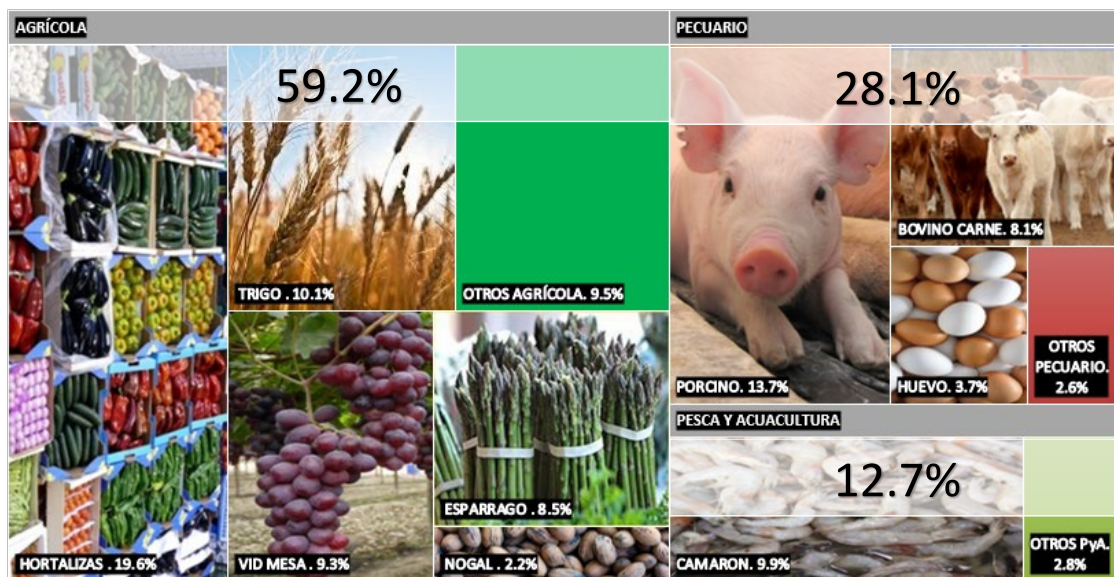 AGRÍCOLA
59.2%
HORTALIZAS . 19.6%
TRIGO . 10.1%
OTROS AGRÍCOLA. 9.5%
VID MESA . 9.3%
ESPARRAGO . 8.5%
NOGAL . 2.2%
PECUARIO
28.1%
PORCINO. 13.7%
BOVINO CARNE. 8.1%
HUEVO. 3.7%
OTROS
PECUARIO.
2.6%
PESCA Y ACUACULTURA
12.7%
CAMARON. 9.9%
OTROS PyA.
2.8%